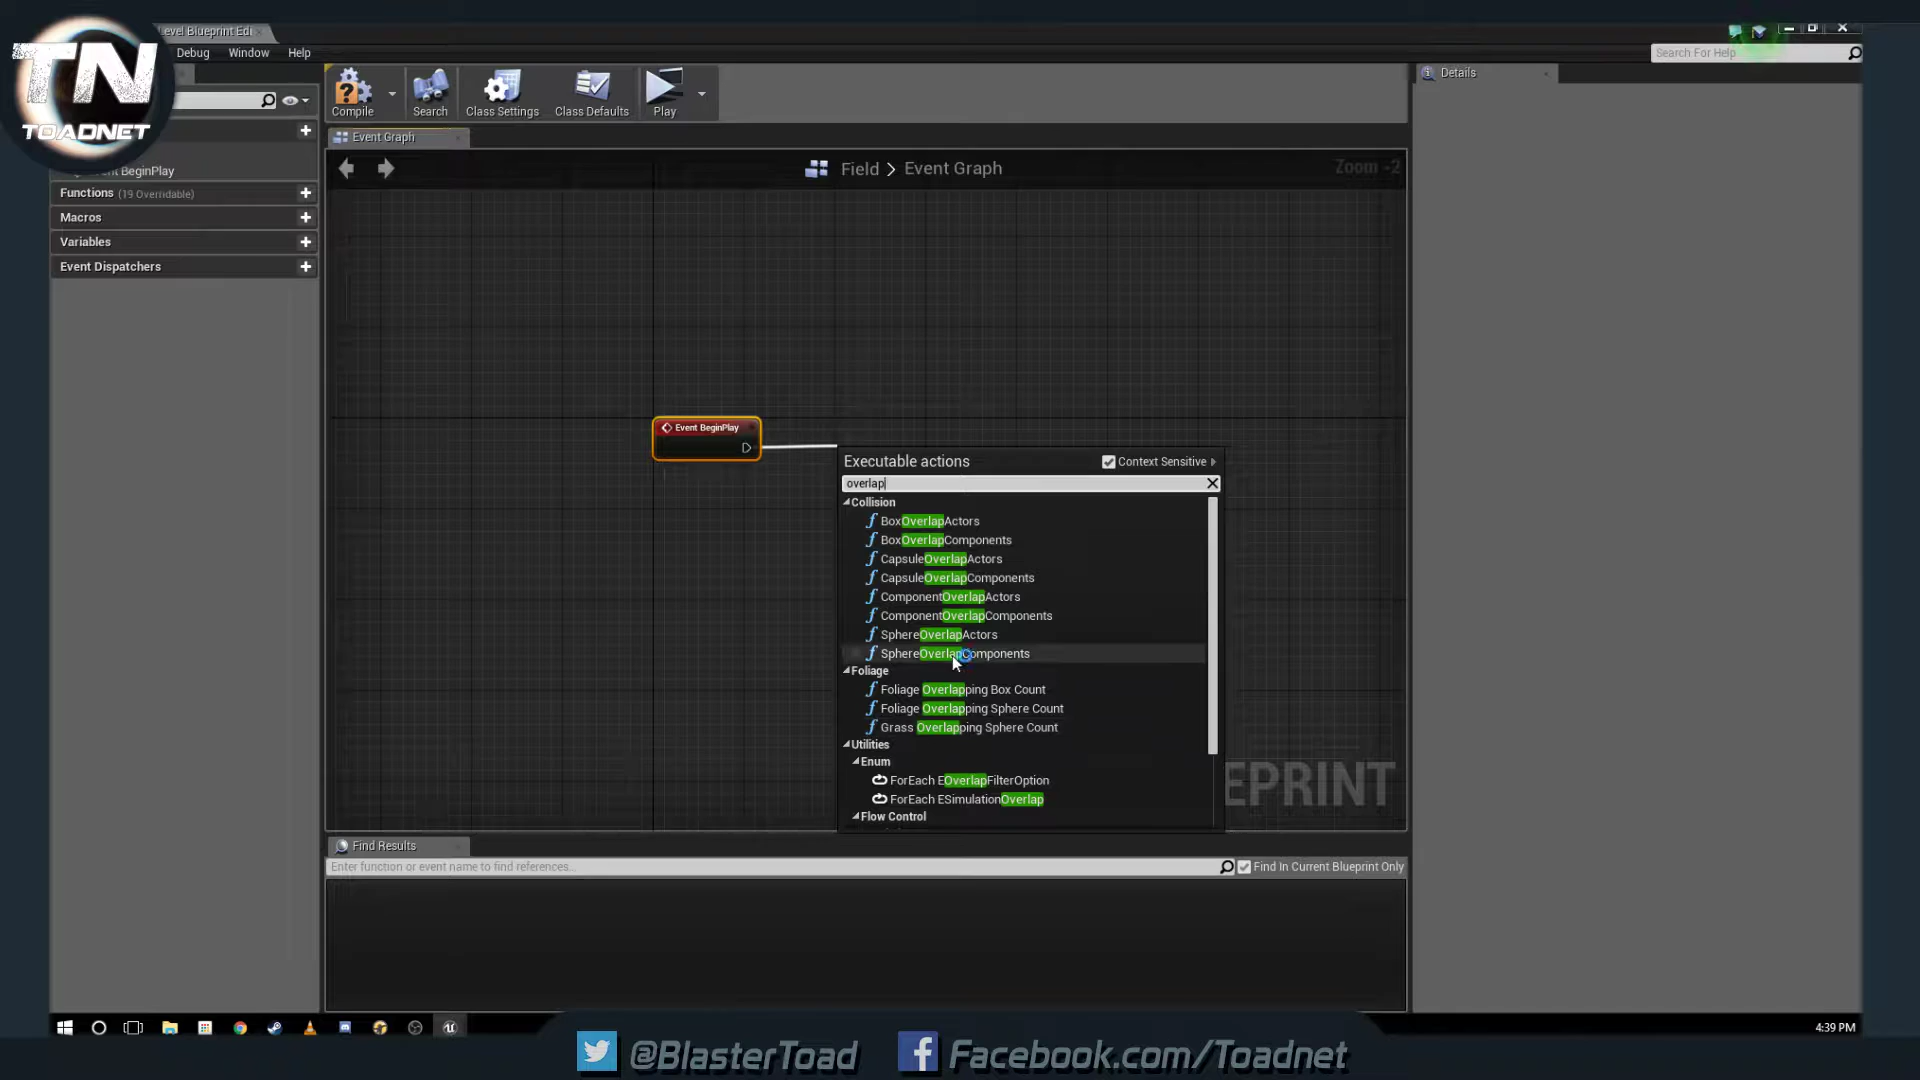 Level Blueprint Edi
TN
TOADNET
Debug
Window
Help
Search For Help
Compile
Search
Class Settings
Class Defaults
Play
Details
Event Graph
Field > Event Graph
Zoom -2
BeginPlay
Functions (19 Overridable)
Macros
Variables
Event Dispatchers
Event BeginPlay
Executable actions
Context Sensitive
overlap
Collision
BoxOverlapActors
BoxOverlapComponents
CapsuleOverlapActors
CapsuleOverlapComponents
ComponentOverlapActors
ComponentOverlapComponents
SphereOverlapActors
SphereOverlapComponents
Foliage
Foliage Overlapping Box Count
Foliage Overlapping Sphere Count
Grass Overlapping Sphere Count
Utilities
Enum
ForEach EOverlapFilterOption
ForEach ESimulationOverlap
Flow Control
EPRINT
Find Results
Enter function or event name to find references...
Find In Current Blueprint Only
4:39 PM
@BlasterToad
Facebook.com/Toadnet